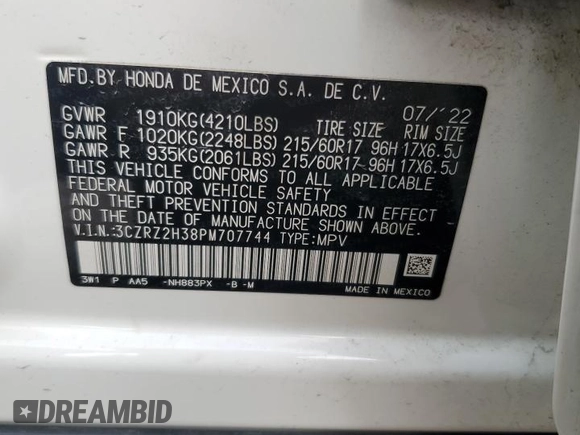 MFD.BY HONDA DE MEXICO S.A. DE C.V.
07/'22
GVWR 1910KG(4210LBS) TIRE SIZE RIM SIZE
GAWR F 1020KG(2248LBS) 215/60R17 96H 17X6.5J
GAWR R 935KG(2061LBS) 215/60R17 96H 17X6.5J
THIS VEHICLE CONFORMS TO ALL APPLICABLE
FEDERAL MOTOR VEHICLE SAFETY
AND THEFT PREVENTION STANDARDS IN EFFECT
ON THE DATE OF MANUFACTURE SHOWN ABOVE.
V.I.N.:3CZRZ2H38PM707744 TYPE:MPV
3W1 P AA5 -NH883PX -B -M
MADE IN MEXICO
DREAMBID